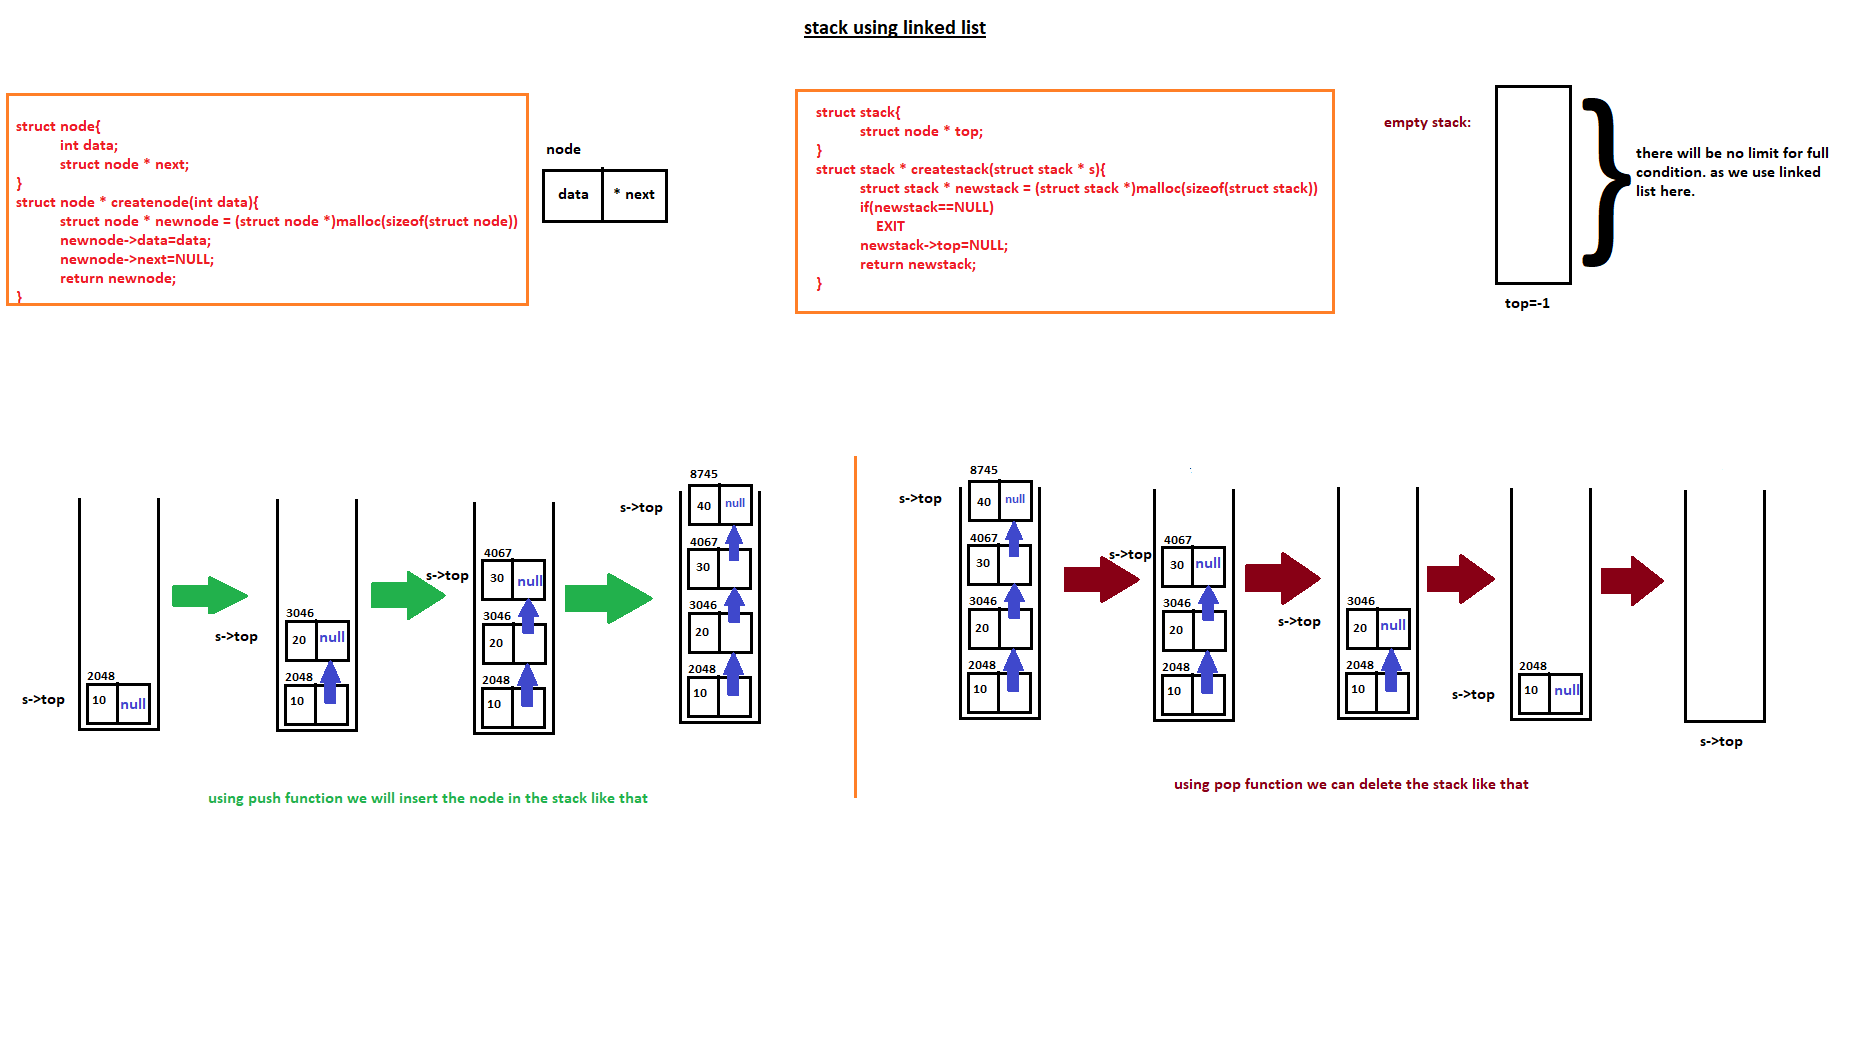 stack using linked list
struct node{
int data;
struct node * next;
}
struct node * createnode(int data){
struct node * newnode = (struct node *)malloc(sizeof(struct node))
newnode->data=data;
newnode->next=NULL;
return newnode;
}
node
data * next
struct stack{
struct node * top;
}
struct stack * createstack(struct stack * s){
struct stack * newstack = (struct stack *)malloc(sizeof(struct stack))
if(newstack==NULL)
EXIT
newstack->top=NULL;
return newstack;
}
empty stack:
}
there will be no limit for full
condition. as we use linked
list here.
top=-1
2048
s->top
10 null
3046
s->top
20 null
2048
10
4067
s->top
30 null
3046
20
2048
10
8745
s->top
40 null
4067
30
3046
20
2048
10
using push function we will insert the node in the stack like that
8745
s->top
40 null
4067
30
3046
20
2048
10
4067
s->top
30 null
3046
20
2048
10
3046
s->top
20 null
2048
10
2048
s->top
10 null
s->top
using pop function we can delete the stack like that